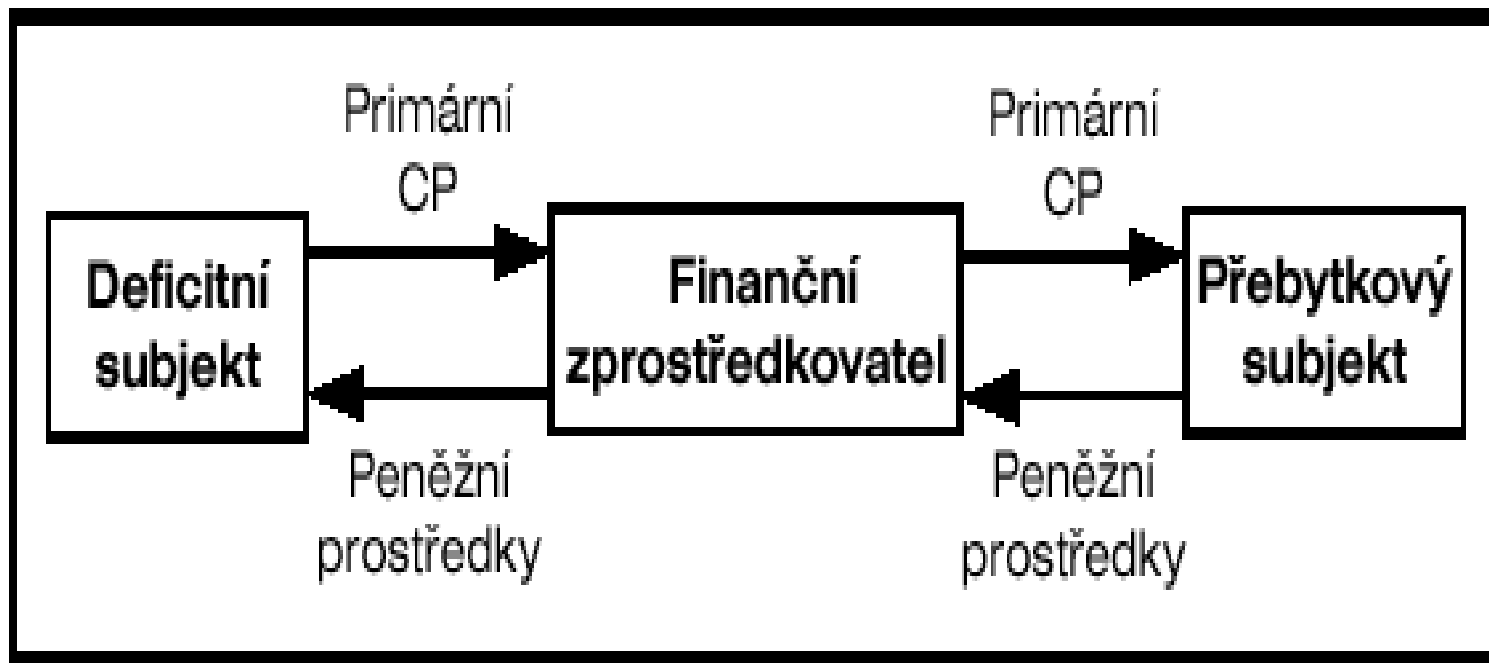 Primární
CP
Primární
CP
Deficitní
subjekt
Finanční
zprostředkovatel
Přebytkový
subjekt
Peněžní
prostředky
Peněžní
prostředky